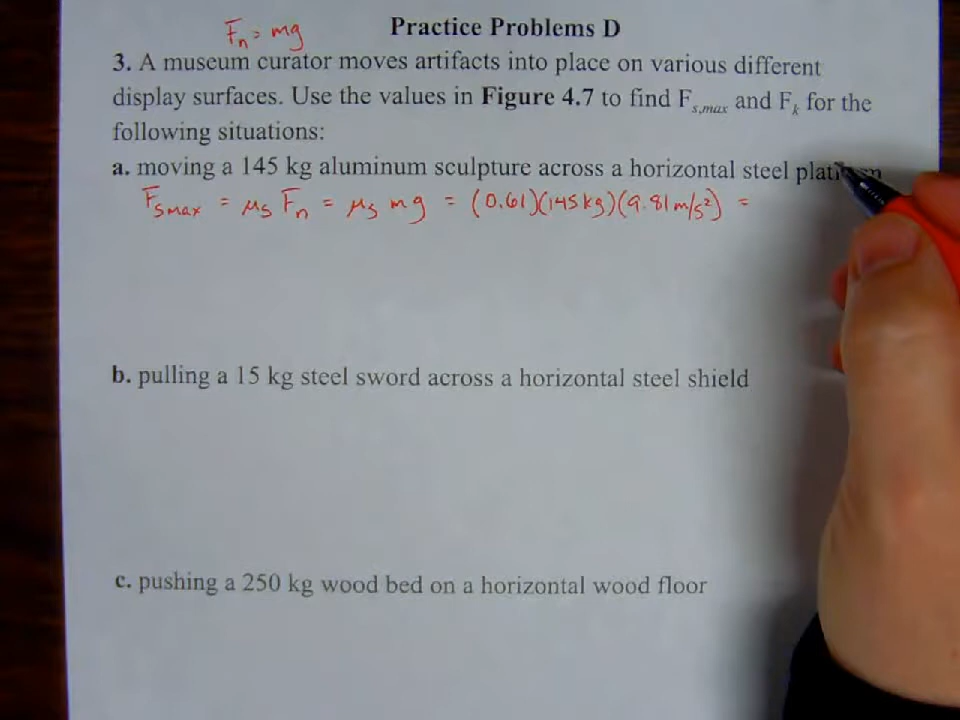 Fn = mg
Practice Problems D
3. A museum curator moves artifacts into place on various different
display surfaces. Use the values in Figure 4.7 to find Fs,max and Fk for the
following situations:
a. moving a 145 kg aluminum sculpture across a horizontal steel
Fs max = μs Fn = μs mg = (0.61)(145 kg)(9.81 m/s²) =
b. pulling a 15 kg steel sword across a horizontal steel shield
c. pushing a 250 kg wood bed on a horizontal wood floor